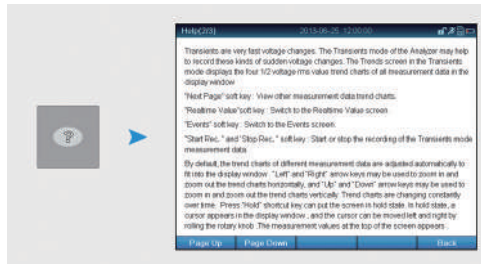 Help(2/3) 2013-06-25 12:00:00
Transients are very fast voltage changes. The Transients mode of the Analyzer may help
to record these kinds of sudden voltage changes. The Trends screen in the Transients
mode displays the four 1/2 voltage rms value trend charts of all measurement data in the
display window
"Next Page" soft key : View other measurement data trend charts.
"Realtime Value"soft key : Switch to the Realtime Value screen.
"Events" soft key : Switch to the Events screen.
"Start Rec. " and "Stop Rec. " soft key : Start or stop the recording of the Transients mode
measurement data.
By default, the trend charts of different measurement data are adjusted automatically to
fit into the display window . "Left" and "Right" arrow keys may be used to zoom in and
zoom out the trend charts horizontally, and "Up" and "Down" arrow keys may be used to
zoom in and zoom out the trend charts vertically. Trend charts are changing constantly
over time. Press "Hold" shortcut key can put the screen in hold state. In hold state, a
cursor appears in the display window , and the cursor can be moved left and right by
rolling the rotary knob .The measurement values at the top of the screen appears .
Page Up Page Down Back